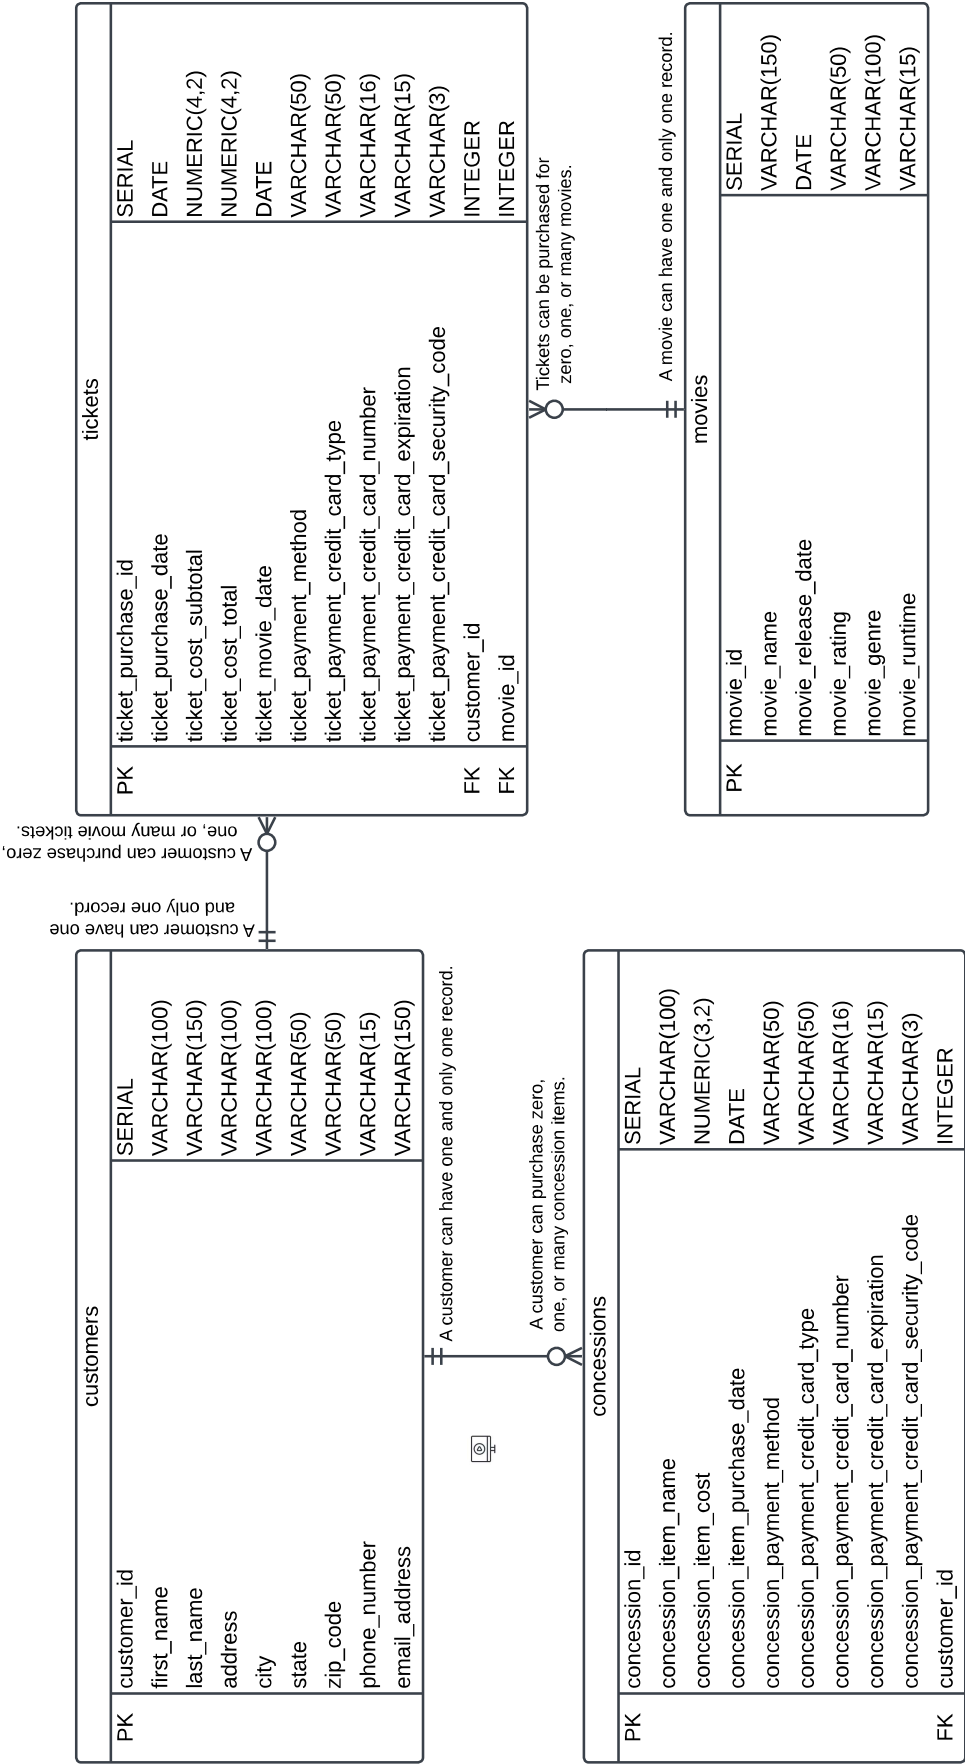 customers
PK customer_id SERIAL
first_name VARCHAR(100)
last_name VARCHAR(150)
address VARCHAR(100)
city VARCHAR(100)
state VARCHAR(50)
zip_code VARCHAR(50)
phone_number VARCHAR(15)
email_address VARCHAR(150)
A customer can have one
and only one record.
A customer can purchase zero,
one, or many movie tickets.
tickets
PK ticket_purchase_id SERIAL
ticket_purchase_date DATE
ticket_cost_subtotal NUMERIC(4,2)
ticket_cost_total NUMERIC(4,2)
ticket_movie_date DATE
ticket_payment_method VARCHAR(50)
ticket_payment_credit_card_type VARCHAR(50)
ticket_payment_credit_card_number VARCHAR(16)
ticket_payment_credit_card_expiration VARCHAR(15)
ticket_payment_credit_card_security_code VARCHAR(3)
FK customer_id INTEGER
FK movie_id INTEGER
A customer can have one and only one record.
A customer can purchase zero,
one, or many concession items.
Tickets can be purchased for
zero, one, or many movies.
A movie can have one and only one record.
concessions
PK concession_id SERIAL
concession_item_name VARCHAR(100)
concession_item_cost NUMERIC(3,2)
concession_item_purchase_date DATE
concession_payment_method VARCHAR(50)
concession_payment_credit_card_type VARCHAR(50)
concession_payment_credit_card_number VARCHAR(16)
concession_payment_credit_card_expiration VARCHAR(15)
concession_payment_credit_card_security_code VARCHAR(3)
FK customer_id INTEGER
movies
PK movie_id SERIAL
movie_name VARCHAR(150)
movie_release_date DATE
movie_rating VARCHAR(50)
movie_genre VARCHAR(100)
movie_runtime VARCHAR(15)